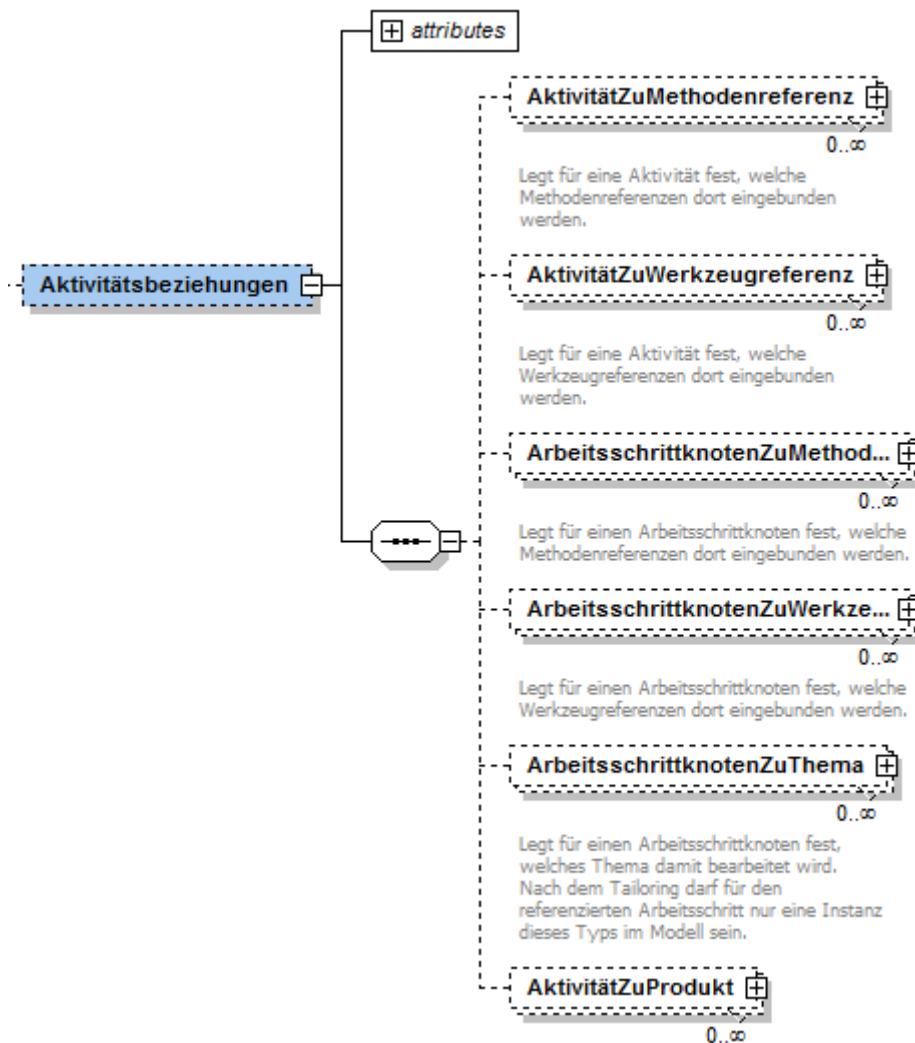 attributes
AktivitätZuMethodenreferenz
0..∞
Legt für eine Aktivität fest, welche
Methodenreferenzen dort eingebunden
werden.
Aktivitätsbeziehungen
AktivitätZuWerkzeugreferenz
0..∞
Legt für eine Aktivität fest, welche
Werkzeugreferenzen dort eingebunden
werden.
ArbeitsschrittknotenZuMethod...
0..∞
Legt für einen Arbeitsschrittknoten fest, welche
Methodenreferenzen dort eingebunden werden.
ArbeitsschrittknotenZuWerkze...
0..∞
Legt für einen Arbeitsschrittknoten fest, welche
Werkzeugreferenzen dort eingebunden werden.
ArbeitsschrittknotenZuThema
0..∞
Legt für einen Arbeitsschrittknoten fest,
welches Thema damit bearbeitet wird.
Nach dem Tailoring darf für den
referenzierten Arbeitsschritt nur eine Instanz
dieses Typs im Modell sein.
AktivitätZuProdukt
0..∞